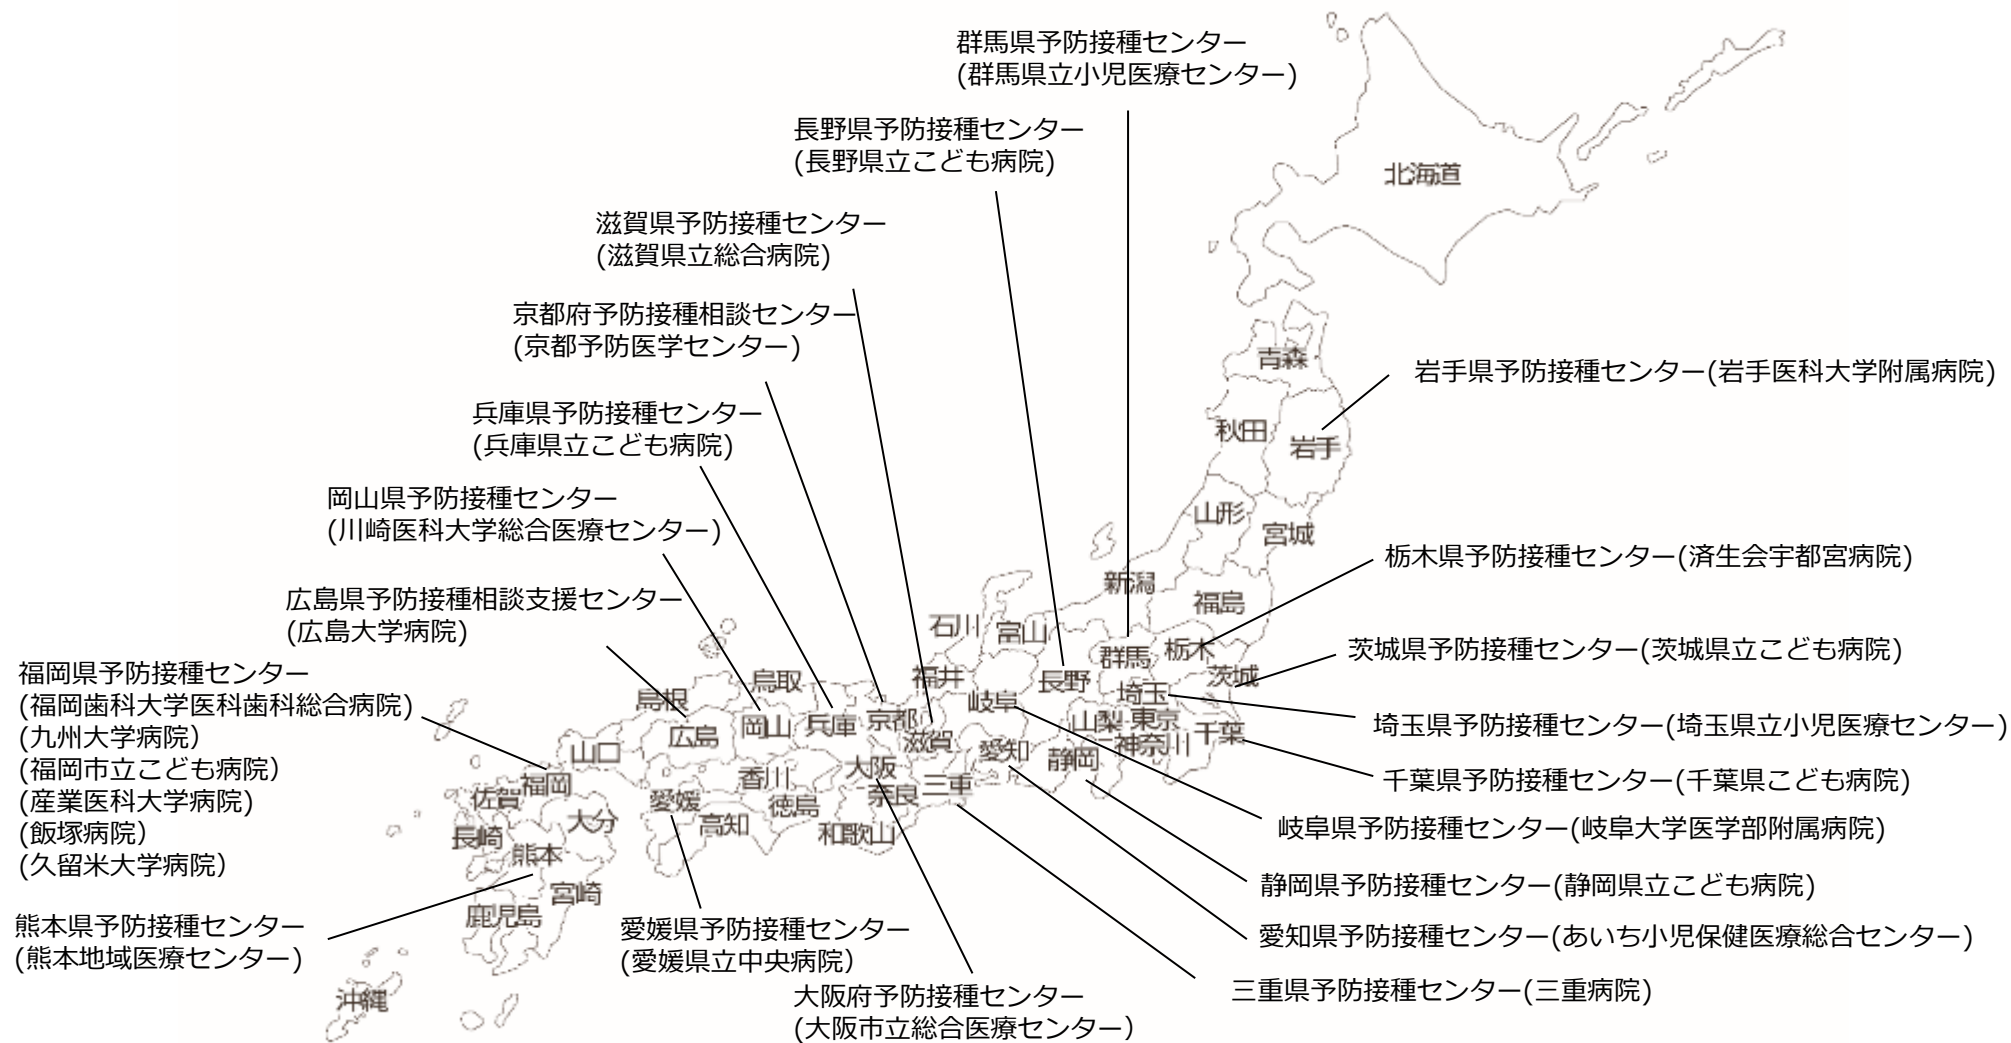 群馬県予防接種センター
(群馬県立小児医療センター)
長野県予防接種センター
(長野県立こども病院)
滋賀県予防接種センター
(滋賀県立総合病院)
京都府予防接種相談センター
(京都予防医学センター)
兵庫県予防接種センター
(兵庫県立こども病院)
岡山県予防接種センター
(川崎医科大学総合医療センター)
広島県予防接種相談支援センター
(広島大学病院)
福岡県予防接種センター
(福岡歯科大学医科歯科総合病院)
(九州大学病院)
(福岡市立こども病院)
(産業医科大学病院)
(飯塚病院)
(久留米大学病院)
熊本県予防接種センター
(熊本地域医療センター)
愛媛県予防接種センター
(愛媛県立中央病院)
大阪府予防接種センター
(大阪市立総合医療センター)
岩手県予防接種センター(岩手医科大学附属病院)
栃木県予防接種センター(済生会宇都宮病院)
茨城県予防接種センター(茨城県立こども病院)
埼玉県予防接種センター(埼玉県立小児医療センター)
千葉県予防接種センター(千葉県こども病院)
岐阜県予防接種センター(岐阜大学医学部附属病院)
静岡県予防接種センター(静岡県立こども病院)
愛知県予防接種センター(あいち小児保健医療総合センター)
三重県予防接種センター(三重病院)
北海道
青森
秋田
岩手
山形
宮城
新潟
福島
石川
富山
群馬
栃木
茨城
福井
長野
岐阜
埼玉
山梨
東京
千葉
神奈川
静岡
愛知
滋賀
三重
京都
大阪
奈良
和歌山
兵庫
鳥取
島根
岡山
広島
山口
香川
徳島
愛媛
高知
福岡
佐賀
長崎
大分
熊本
宮崎
鹿児島
沖縄